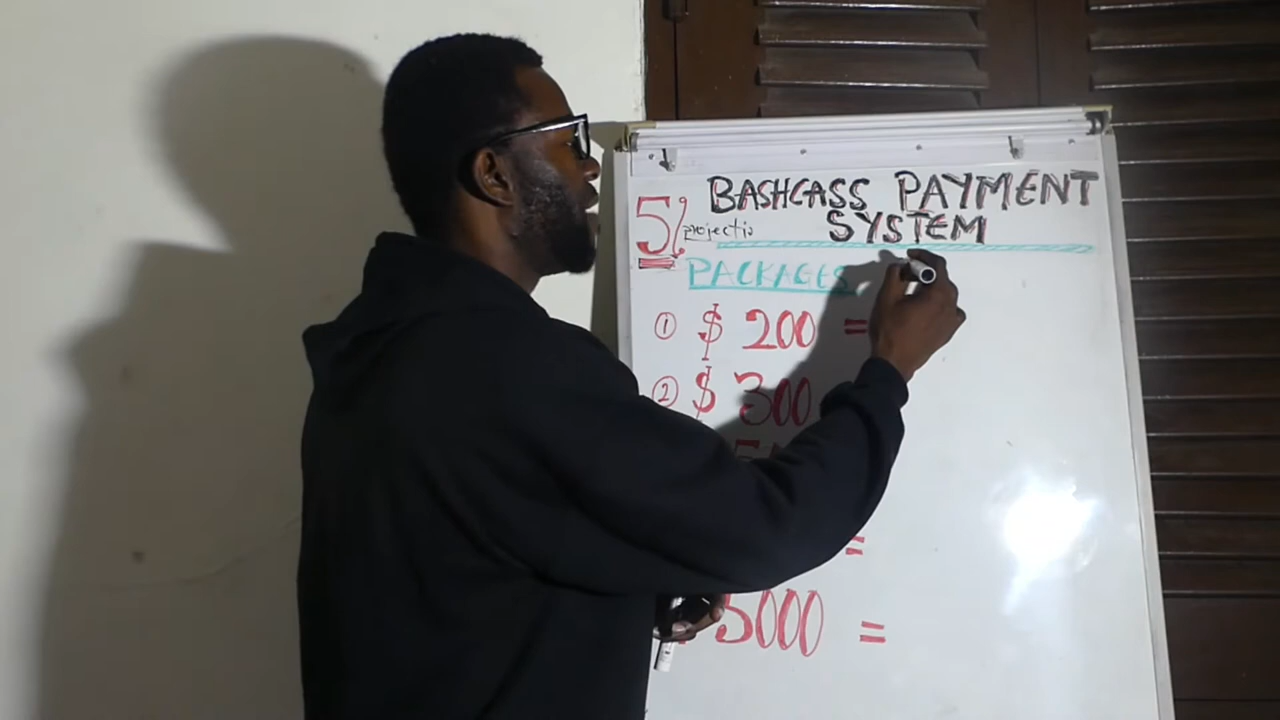 BASHCASS PAYMENT
SYSTEM
5% projectio
PACKAGES
① $ 200 =
② $ 300
5000 =